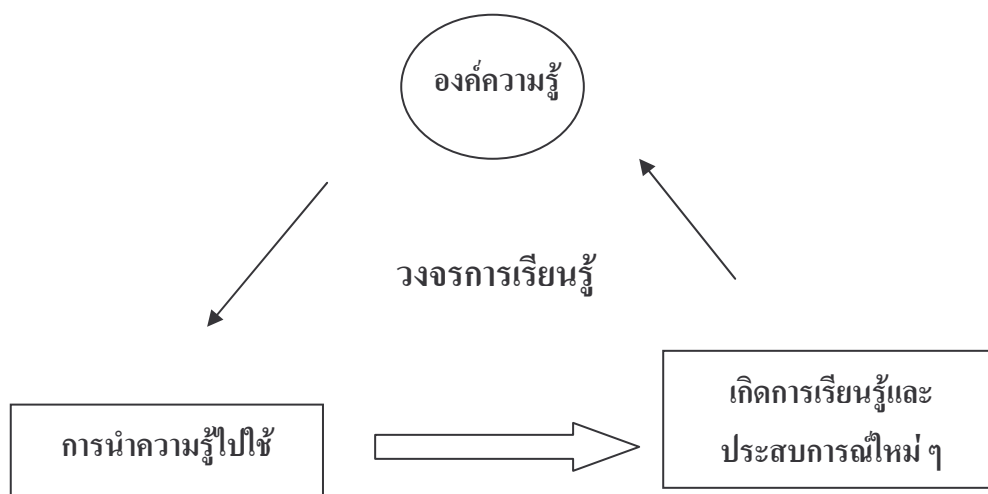 องค์ความรู้
วงจรการเรียนรู้
การนำความรู้ไปใช้
เกิดการเรียนรู้และ
ประสบการณ์ใหม่ ๆ